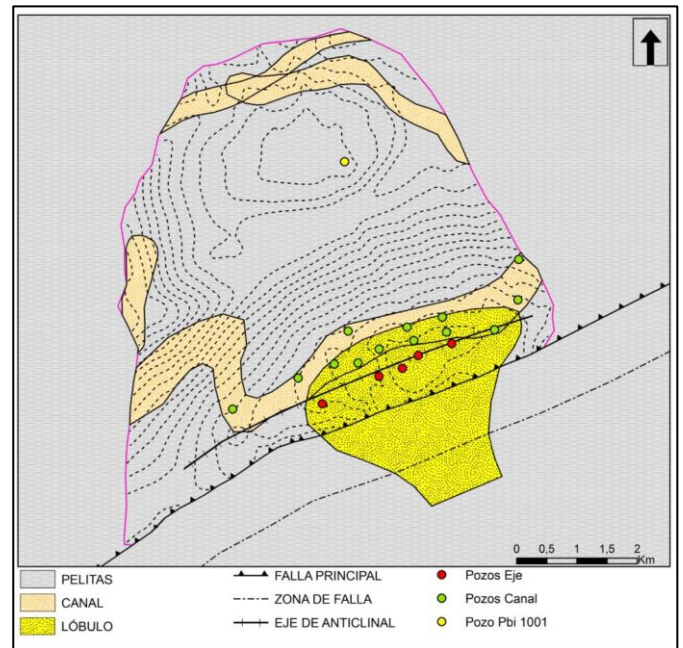 0 0,5 1 1,5 2
Km
PELITAS
CANAL
LÓBULO
FALLA PRINCIPAL
ZONA DE FALLA
EJE DE ANTICLINAL
Pozos Eje
Pozos Canal
Pozo Pbi 1001